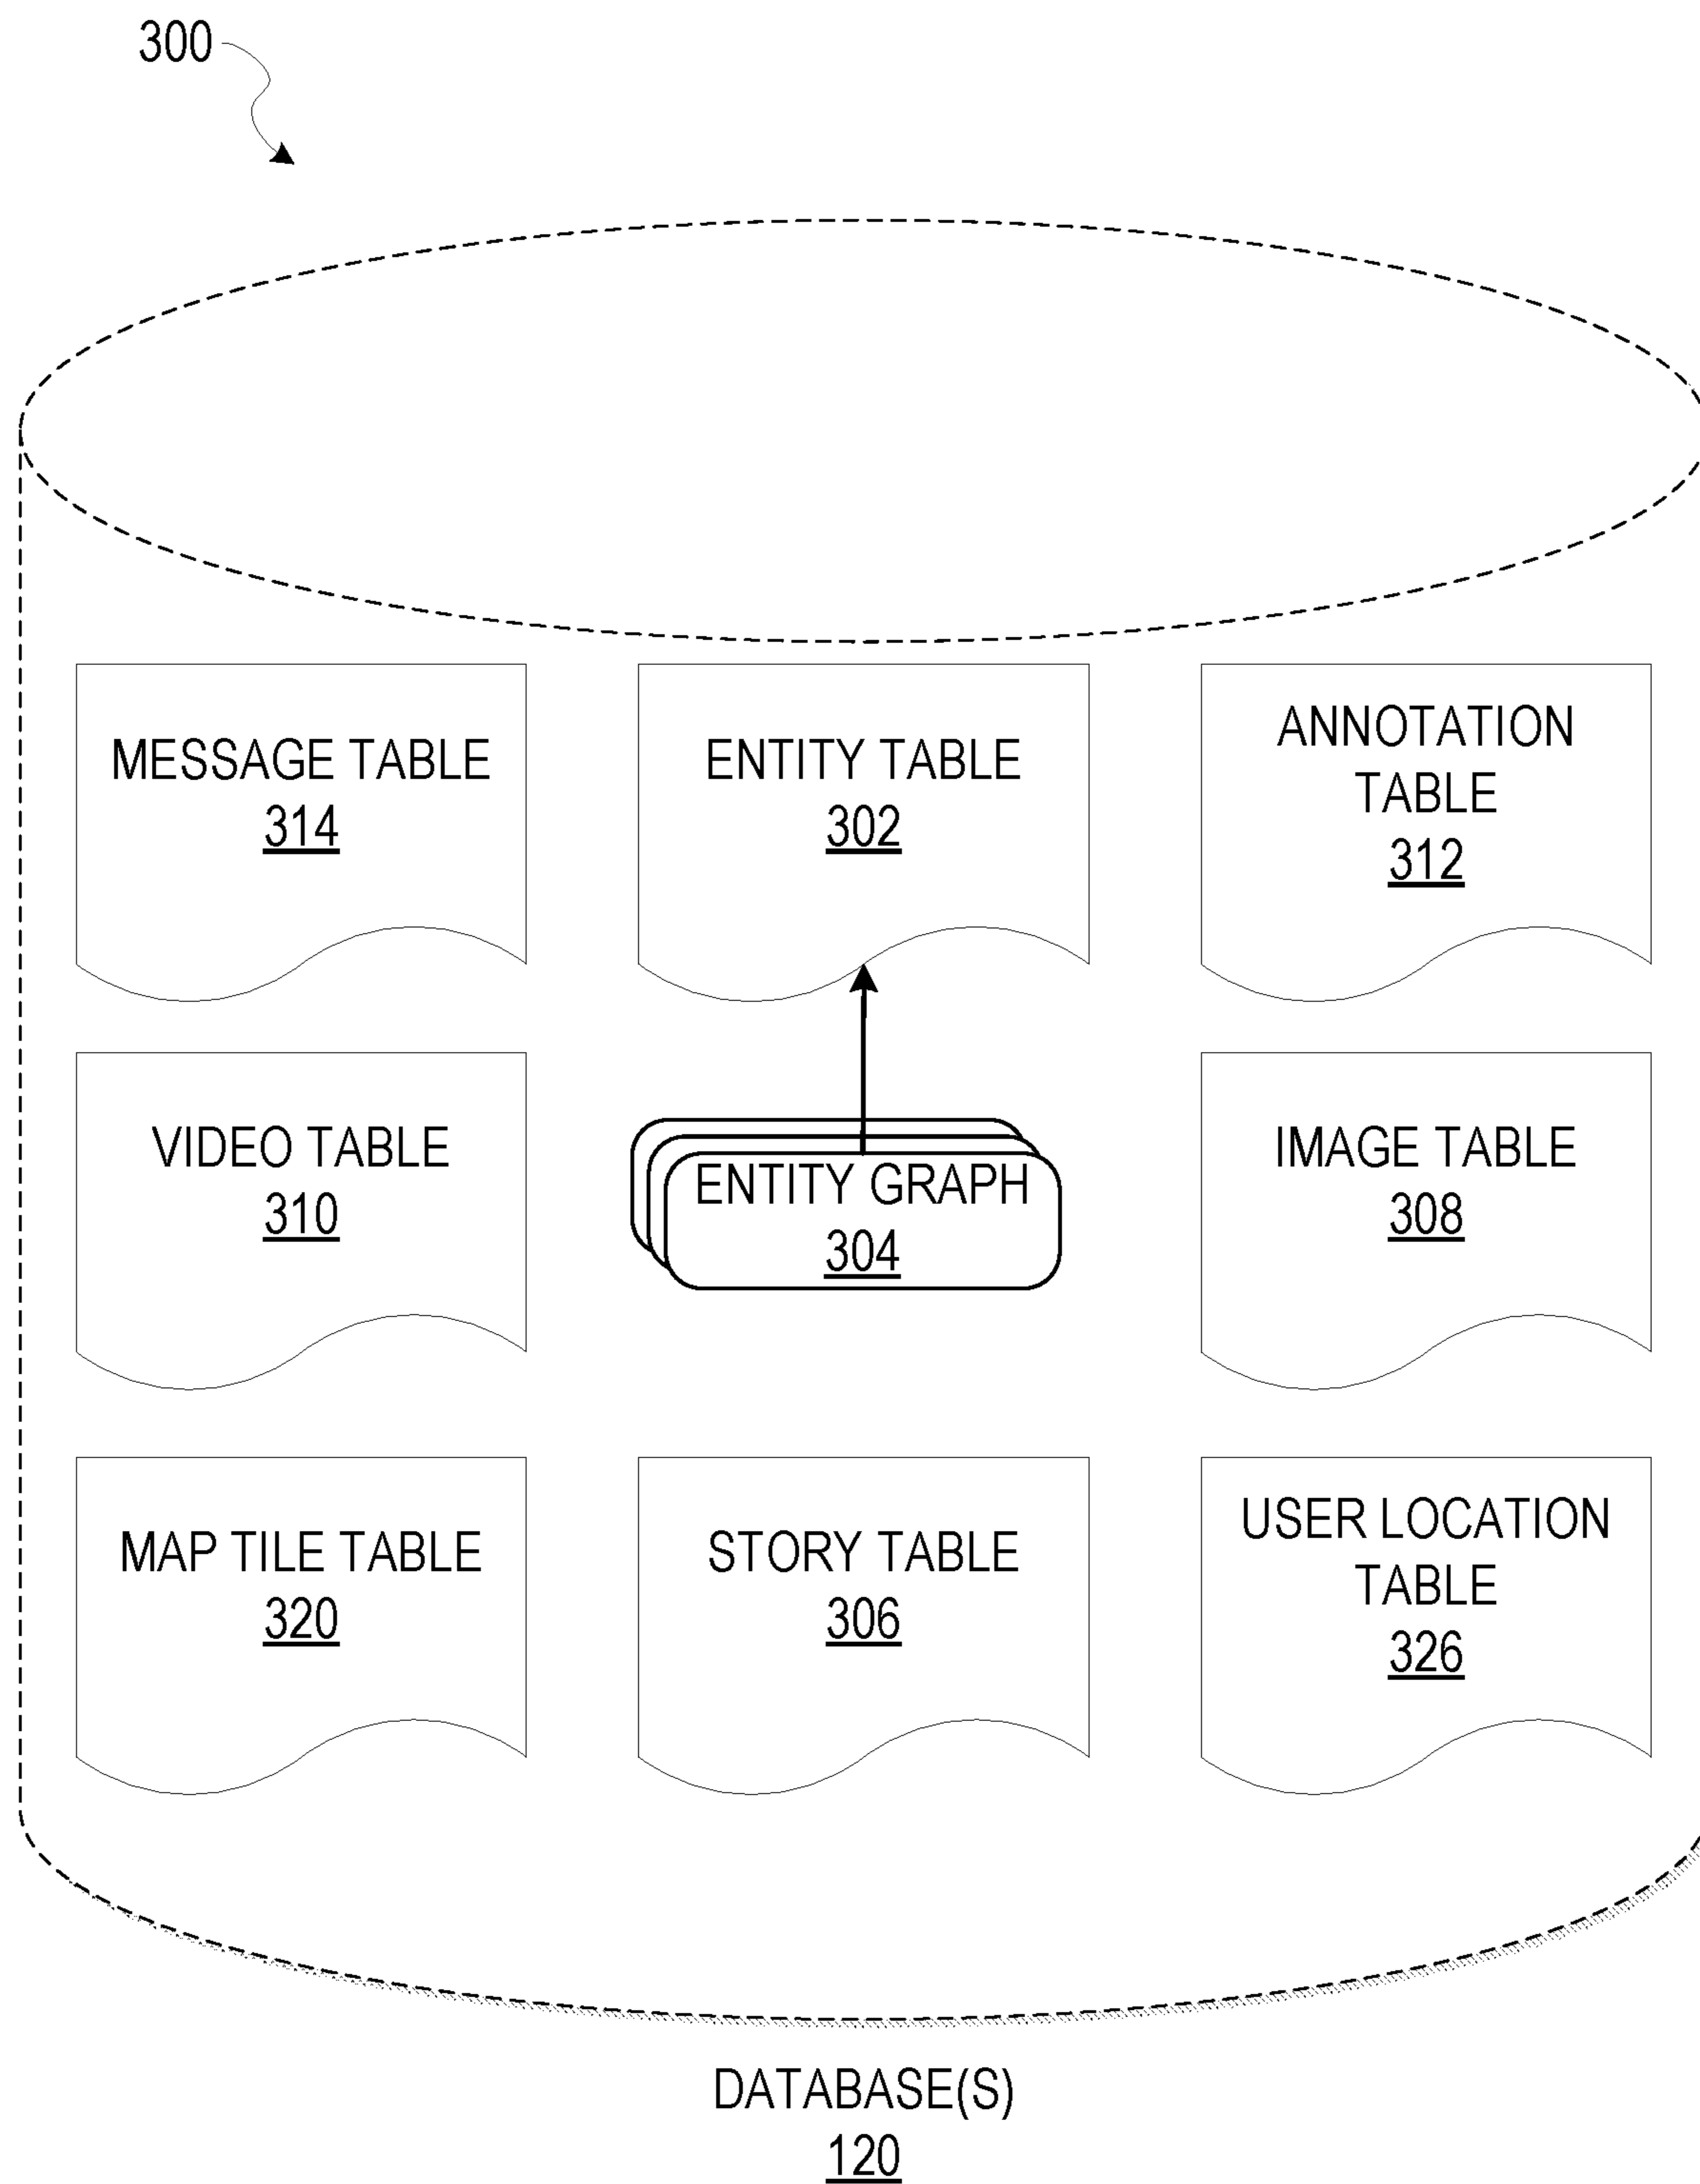 300
MESSAGE TABLE
314
ENTITY TABLE
302
ANNOTATION
TABLE
312
VIDEO TABLE
310
ENTITY GRAPH
304
IMAGE TABLE
308
MAP TILE TABLE
320
STORY TABLE
306
USER LOCATION
TABLE
326
DATABASE(S)
120